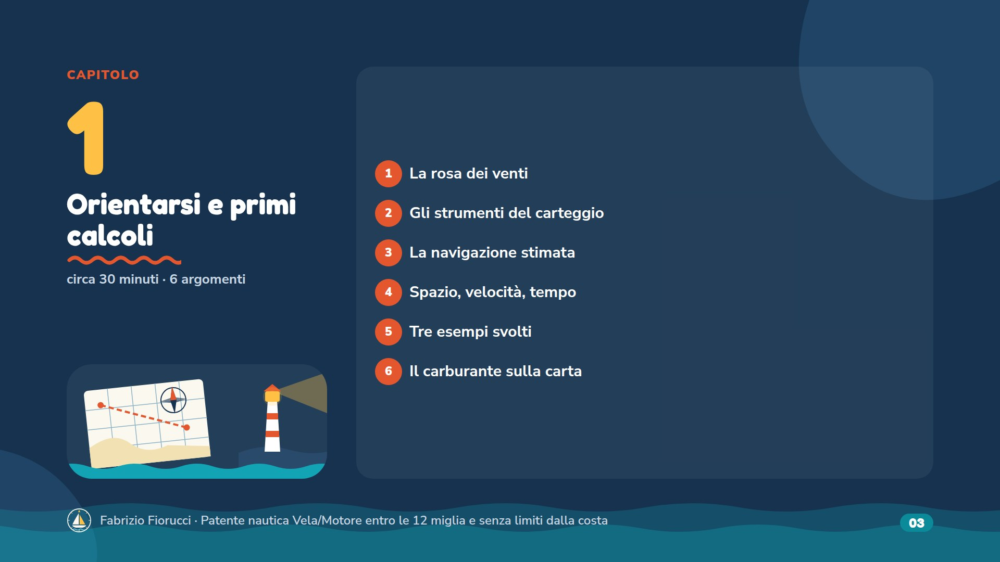 CAPITOLO
1
Orientarsi e primi
calcoli
circa 30 minuti · 6 argomenti
1 La rosa dei venti
2 Gli strumenti del carteggio
3 La navigazione stimata
4 Spazio, velocità, tempo
5 Tre esempi svolti
6 Il carburante sulla carta
Fabrizio Fiorucci · Patente nautica Vela/Motore entro le 12 miglia e senza limiti dalla costa
03